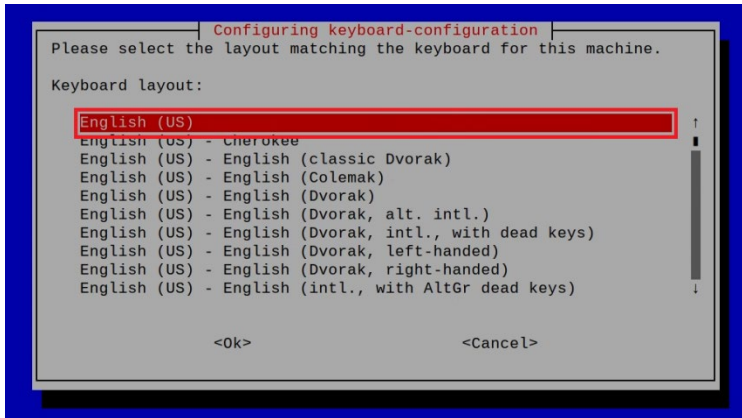 Configuring keyboard-configuration
Please select the layout matching the keyboard for this machine.
Keyboard layout:
English (US)
English (US) - Cherokee
English (US) - English (classic Dvorak)
English (US) - English (Colemak)
English (US) - English (Dvorak)
English (US) - English (Dvorak, alt. intl.)
English (US) - English (Dvorak, intl., with dead keys)
English (US) - English (Dvorak, left-handed)
English (US) - English (Dvorak, right-handed)
English (US) - English (intl., with AltGr dead keys)
<Ok> <Cancel>